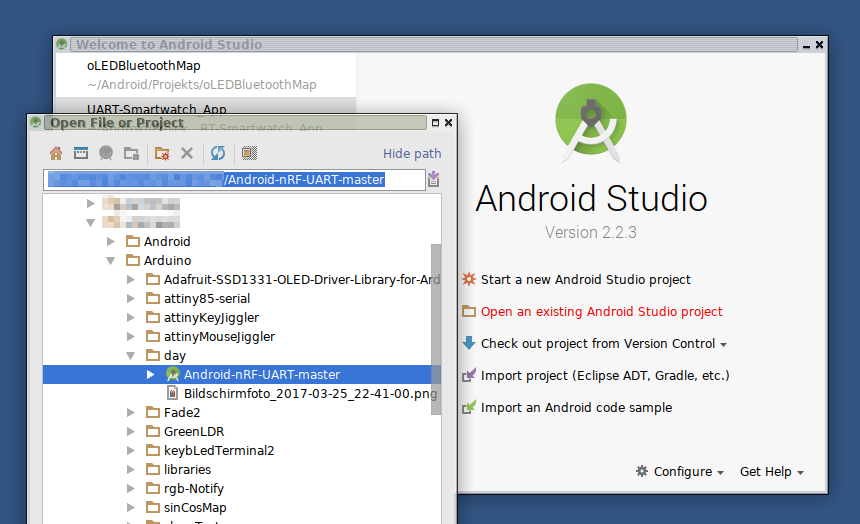 Welcome to Android Studio
oLEDBluetoothMap
~/Android/Projekts/oLEDBluetoothMap
UART-Smartwatch_App
RT-Smartwatch_App
Open File or Project
Hide path
/Android-nRF-UART-master
Android
Arduino
Adafruit-SSD1331-OLED-Driver-Library-for-Ard
attiny85-serial
attinyKeyJiggler
attinyMouseJiggler
day
Android-nRF-UART-master
Bildschirmfoto_2017-03-25_22-41-00.png
Fade2
GreenLDR
keybLedTerminal2
libraries
rgb-Notify
sinCosMap
Android Studio
Version 2.2.3
Start a new Android Studio project
Open an existing Android Studio project
Check out project from Version Control
Import project (Eclipse ADT, Gradle, etc.)
Import an Android code sample
Configure
Get Help